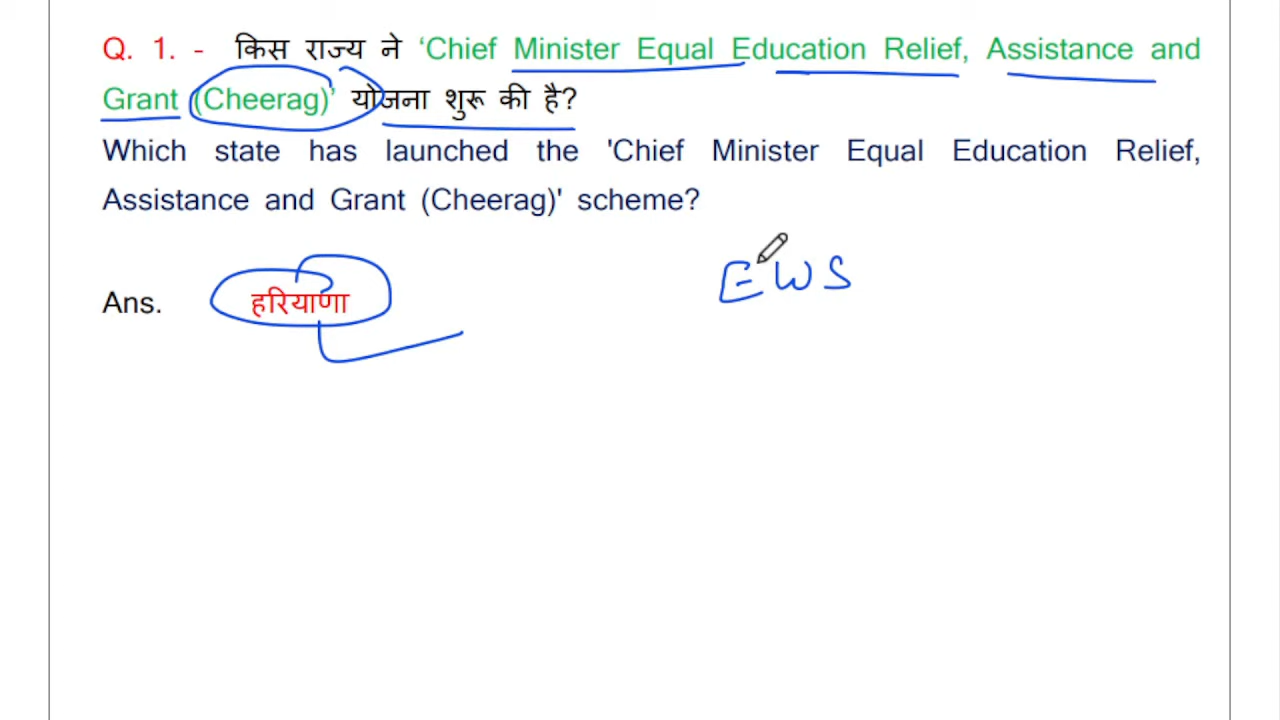 Q. 1. - किस राज्य ने ‘Chief Minister Equal Education Relief, Assistance and
Grant (Cheerag)’ योजना शुरू की है?
Which state has launched the 'Chief Minister Equal Education Relief,
Assistance and Grant (Cheerag)' scheme?
EWS
Ans. हरियाणा